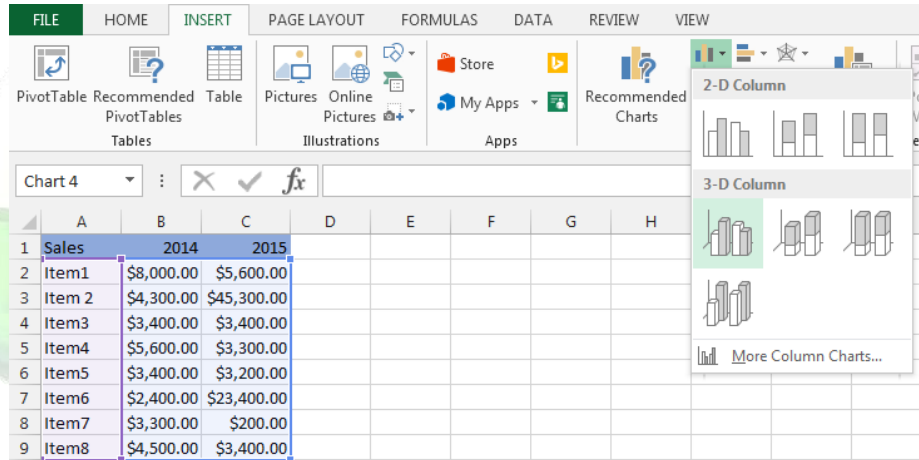 FILE HOME INSERT PAGE LAYOUT FORMULAS DATA REVIEW VIEW
PivotTable Recommended PivotTables Table
Tables
Pictures Online Pictures
Illustrations
Store
My Apps
Apps
Recommended Charts
2-D Column
3-D Column
More Column Charts...
Chart 4 fx
A B C D E F G H
1 Sales 2014 2015
2 Item1 $8,000.00 $5,600.00
3 Item 2 $4,300.00 $45,300.00
4 Item3 $3,400.00 $3,400.00
5 Item4 $5,600.00 $3,300.00
6 Item5 $3,400.00 $3,200.00
7 Item6 $2,400.00 $23,400.00
8 Item7 $3,300.00 $200.00
9 Item8 $4,500.00 $3,400.00